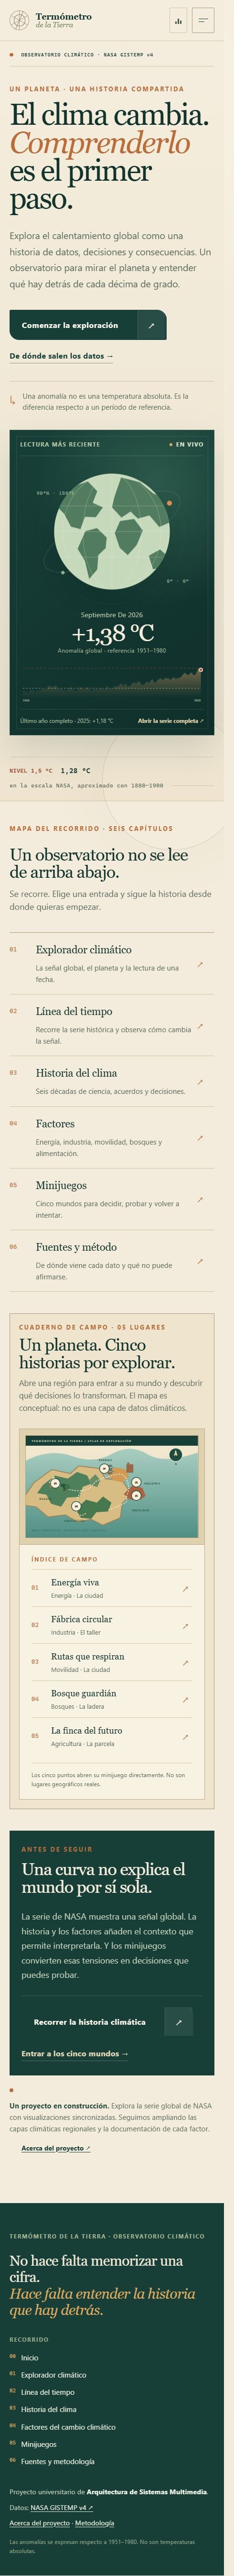 Termómetro
de la Tierra
OBSERVATORIO CLIMÁTICO · NASA GISTEMP v4
UN PLANETA · UNA HISTORIA COMPARTIDA
El clima cambia.
Comprenderlo
es el primer
paso.
Explora el calentamiento global como una
historia de datos, decisiones y consecuencias. Un
observatorio para mirar el planeta y entender
qué hay detrás de cada décima de grado.
Comenzar la exploración ↗
De dónde salen los datos →
↳ Una anomalía no es una temperatura absoluta. Es la
diferencia respecto a un período de referencia.
LECTURA MÁS RECIENTE
EN VIVO
0° · 0°
Septiembre De 2026
+1,38 °C
Anomalía global · referencia 1951–1980
Último año completo · 2025: +1,18 °C
Abrir la serie completa ↗
NIVEL 1,5 °C 1,28 °C
en la escala NASA, aproximado con 1880–1900
MAPA DEL RECORRIDO · SEIS CAPÍTULOS
Un observatorio no se lee
de arriba abajo.
Se recorre. Elige una entrada y sigue la historia desde
donde quieras empezar.
01 Explorador climático ↗
La señal global, el planeta y la lectura de una
fecha.
02 Línea del tiempo ↗
Recorre la serie histórica y observa cómo cambia
la señal.
03 Historia del clima ↗
Seis décadas de ciencia, acuerdos y decisiones.
04 Factores ↗
Energía, industria, movilidad, bosques y
alimentación.
05 Minijuegos ↗
Cinco mundos para decidir, probar y volver a
intentar.
06 Fuentes y método ↗
De dónde viene cada dato y qué no puede
afirmarse.
CUADERNO DE CAMPO · 05 LUGARES
Un planeta. Cinco
historias por explorar.
Abre una región para entrar a su mundo y descubrir
qué decisiones lo transforman. El mapa es
conceptual: no es una capa de datos climáticos.
TERMÓMETRO DE LA TIERRA / ATLAS DE EXPLORACIÓN
ÍNDICE DE CAMPO
01 Energía viva ↗
Energía · La ciudad
02 Fábrica circular ↗
Industria · El taller
03 Rutas que respiran ↗
Movilidad · La ciudad
04 Bosque guardián ↗
Bosques · La ladera
05 La finca del futuro ↗
Agricultura · La parcela
Los cinco puntos abren su minijuego directamente. No son
lugares geográficos reales.
ANTES DE SEGUIR
Una curva no explica el
mundo por sí sola.
La serie de NASA muestra una señal global. La
historia y los factores añaden el contexto que
permite interpretarla. Y los minijuegos
convierten esas tensiones en decisiones que
puedes probar.
Recorrer la historia climática ↗
Entrar a los cinco mundos →
Un proyecto en construcción. Explora la serie global de NASA
con visualizaciones sincronizadas. Seguimos ampliando las
capas climáticas regionales y la documentación de cada factor.
Acerca del proyecto ↗
TERMÓMETRO DE LA TIERRA · OBSERVATORIO CLIMÁTICO
No hace falta memorizar una
cifra.
Hace falta entender la historia
que hay detrás.
RECORRIDO
00 Inicio
01 Explorador climático
02 Línea del tiempo
03 Historia del clima
04 Factores del cambio climático
05 Minijuegos
06 Fuentes y metodología
Proyecto universitario de Arquitectura de Sistemas Multimedia.
Datos: NASA GISTEMP v4 ↗
Acerca del proyecto · Metodología
Las anomalías se expresan respecto a 1951–1980. No son temperaturas
absolutas.